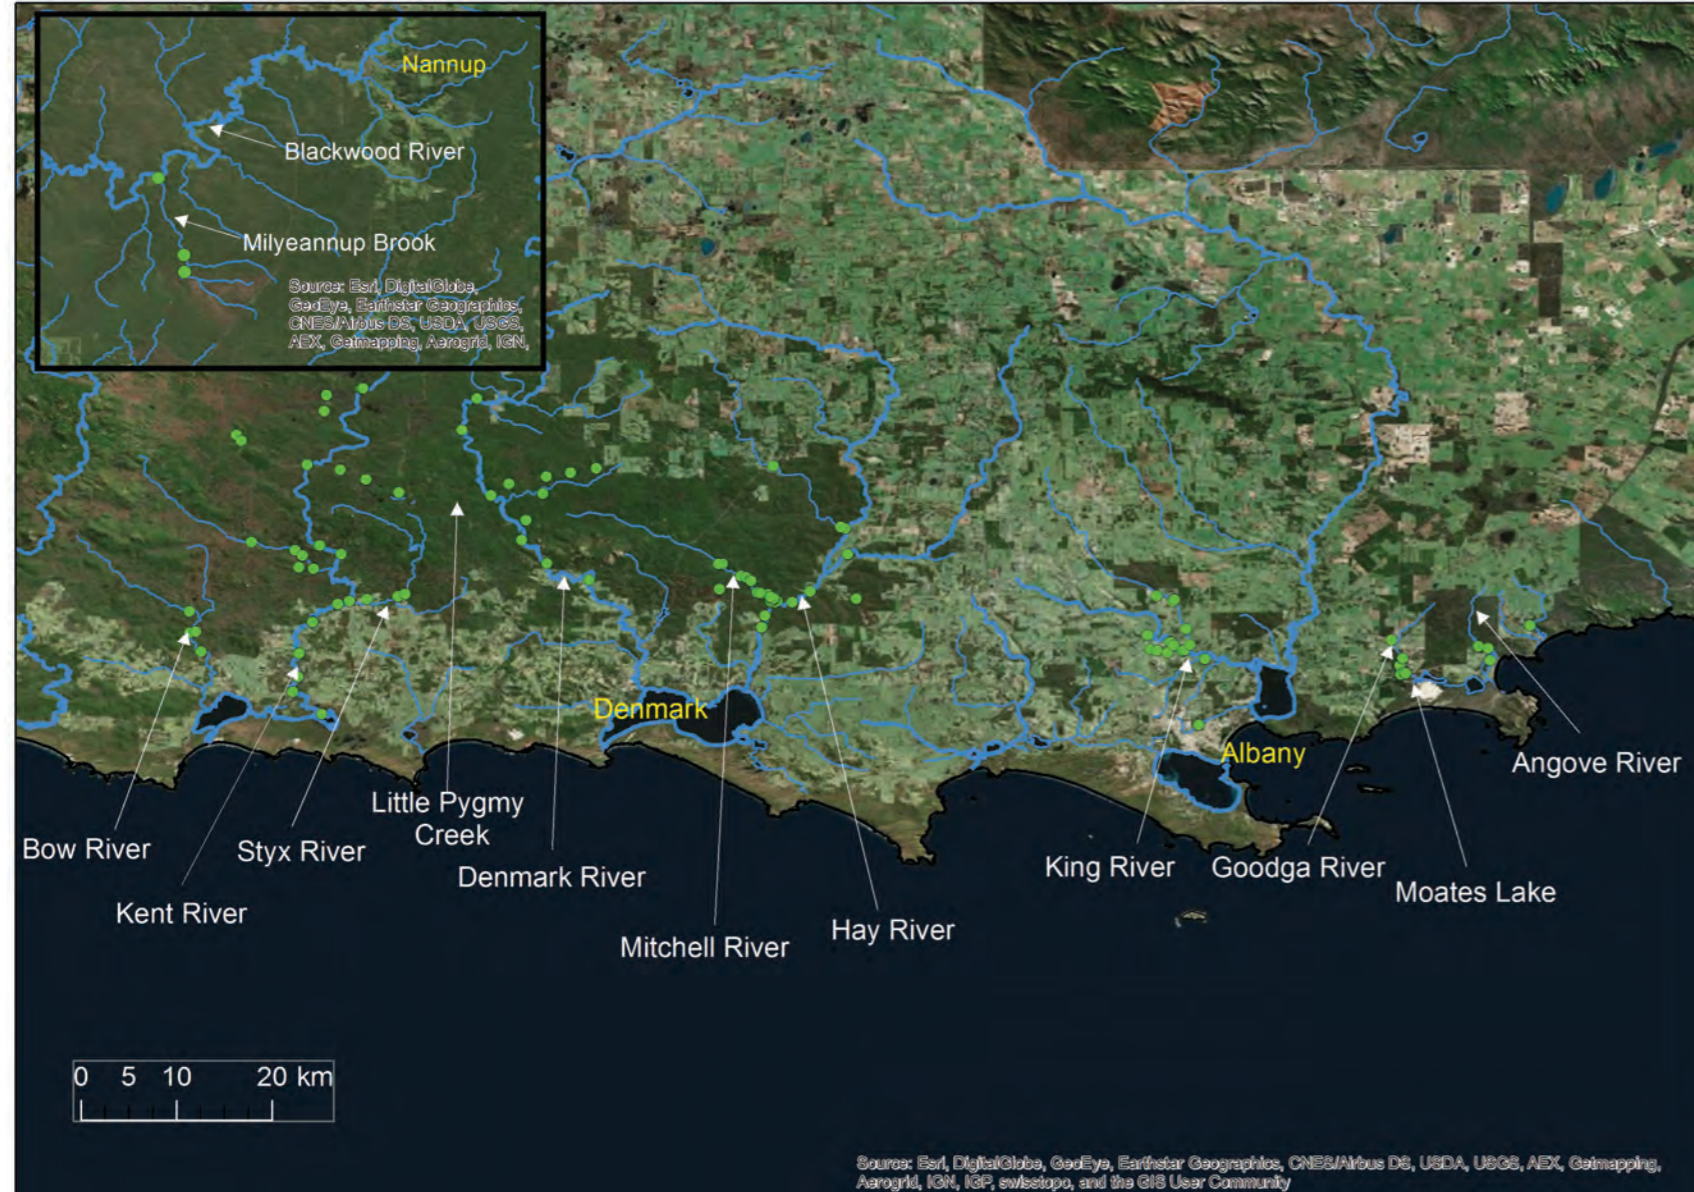 Nannup
Blackwood River
Milyeannup Brook
Source: Esri, DigitalGlobe,
GeoEye, Earthstar Geographics,
CNES/Airbus DS, USDA, USGS,
AEX, Getmapping, Aerogrid, IGN,
Denmark
Albany
Angove River
Little Pygmy
Creek
Bow River
Styx River
Denmark River
King River
Goodga River
Moates Lake
Kent River
Mitchell River
Hay River
0 5 10 20 km
Source: Esri, DigitalGlobe, GeoEye, Earthstar Geographics, CNES/Airbus DS, USDA, USGS, AEX, Getmapping,
Aerogrid, IGN, IGP, swisstopo, and the GIS User Community